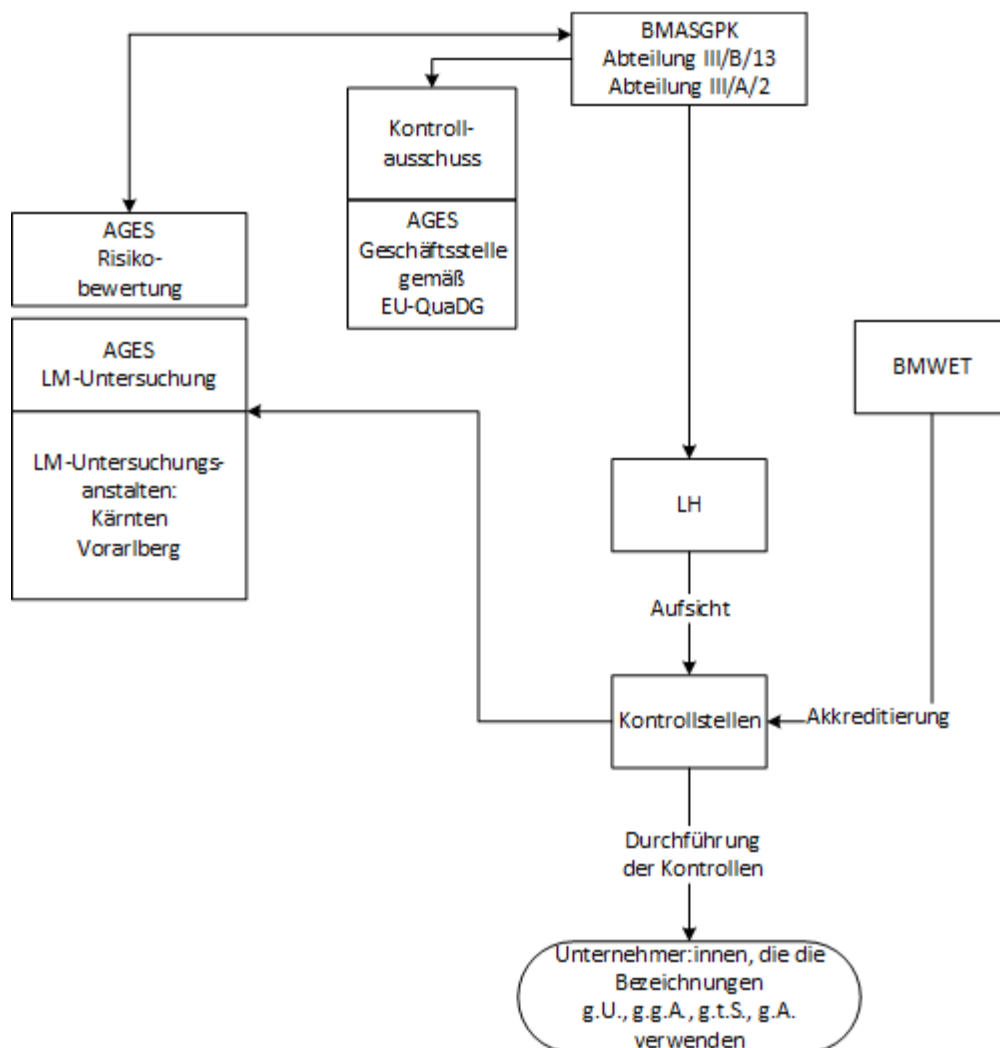 BMASGPK
Abteilung III/B/13
Abteilung III/A/2
Kontroll-
ausschuss
AGES
Geschäftsstelle
gemäß
EU-QuaDG
AGES
Risiko-
bewertung
AGES
LM-Untersuchung
LM-Untersuchungs-
anstalten:
Kärnten
Vorarlberg
BMWET
LH
Aufsicht
Kontrollstellen
Akkreditierung
Durchführung
der Kontrollen
Unternehmer:innen, die die
Bezeichnungen
g.U., g.g.A., g.t.S., g.A.
verwenden